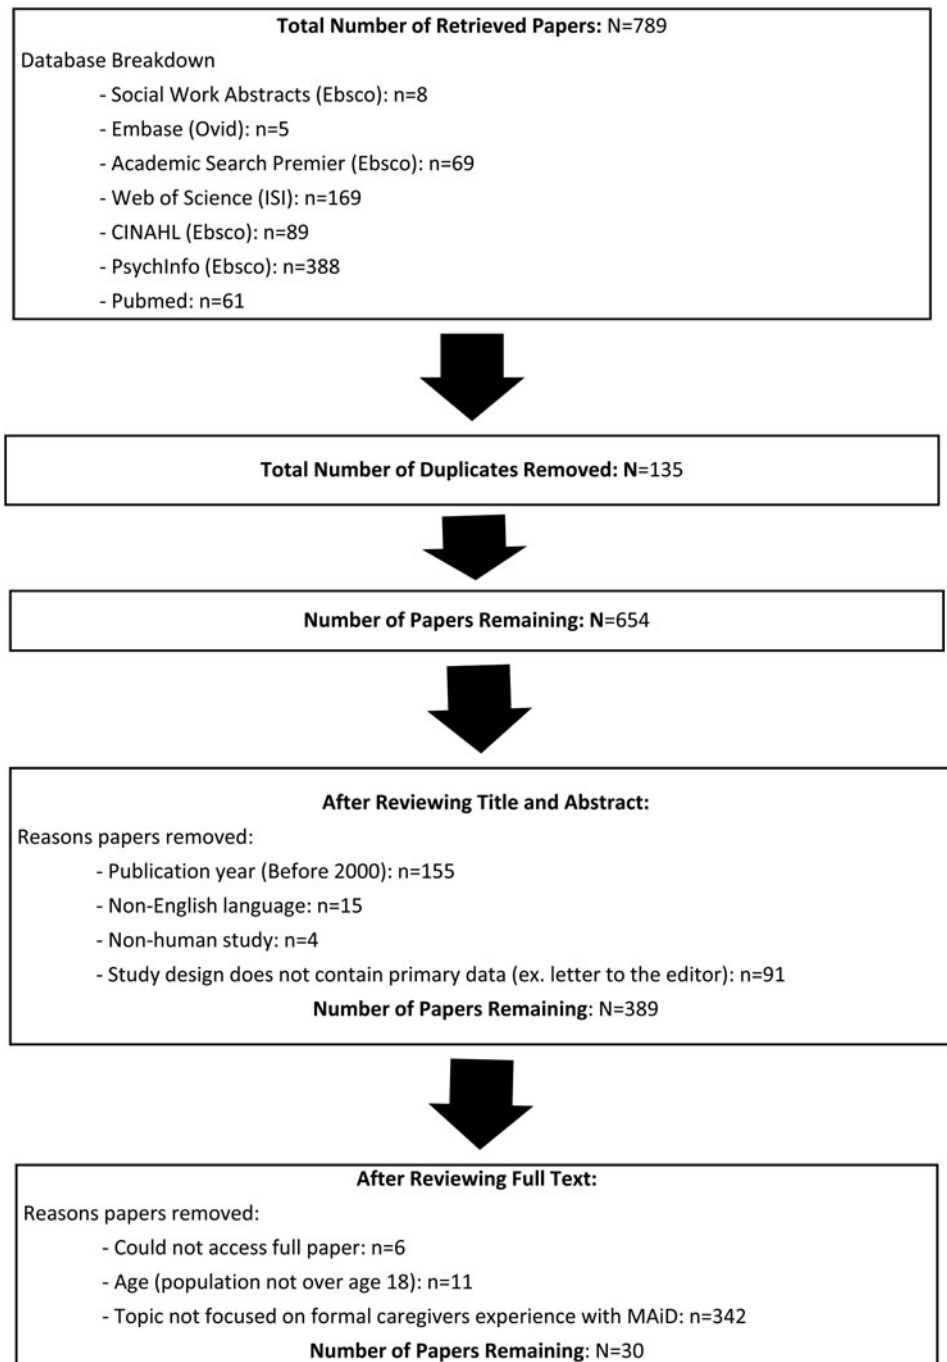 Total Number of Retrieved Papers: N=789
Database Breakdown
- Social Work Abstracts (Ebsco): n=8
- Embase (Ovid): n=5
- Academic Search Premier (Ebsco): n=69
- Web of Science (ISI): n=169
- CINAHL (Ebsco): n=89
- PsychInfo (Ebsco): n=388
- Pubmed: n=61
Total Number of Duplicates Removed: N=135
Number of Papers Remaining: N=654
After Reviewing Title and Abstract:
Reasons papers removed:
- Publication year (Before 2000): n=155
- Non-English language: n=15
- Non-human study: n=4
- Study design does not contain primary data (ex. letter to the editor): n=91
Number of Papers Remaining: N=389
After Reviewing Full Text:
Reasons papers removed:
- Could not access full paper: n=6
- Age (population not over age 18): n=11
- Topic not focused on formal caregivers experience with MAiD: n=342
Number of Papers Remaining: N=30